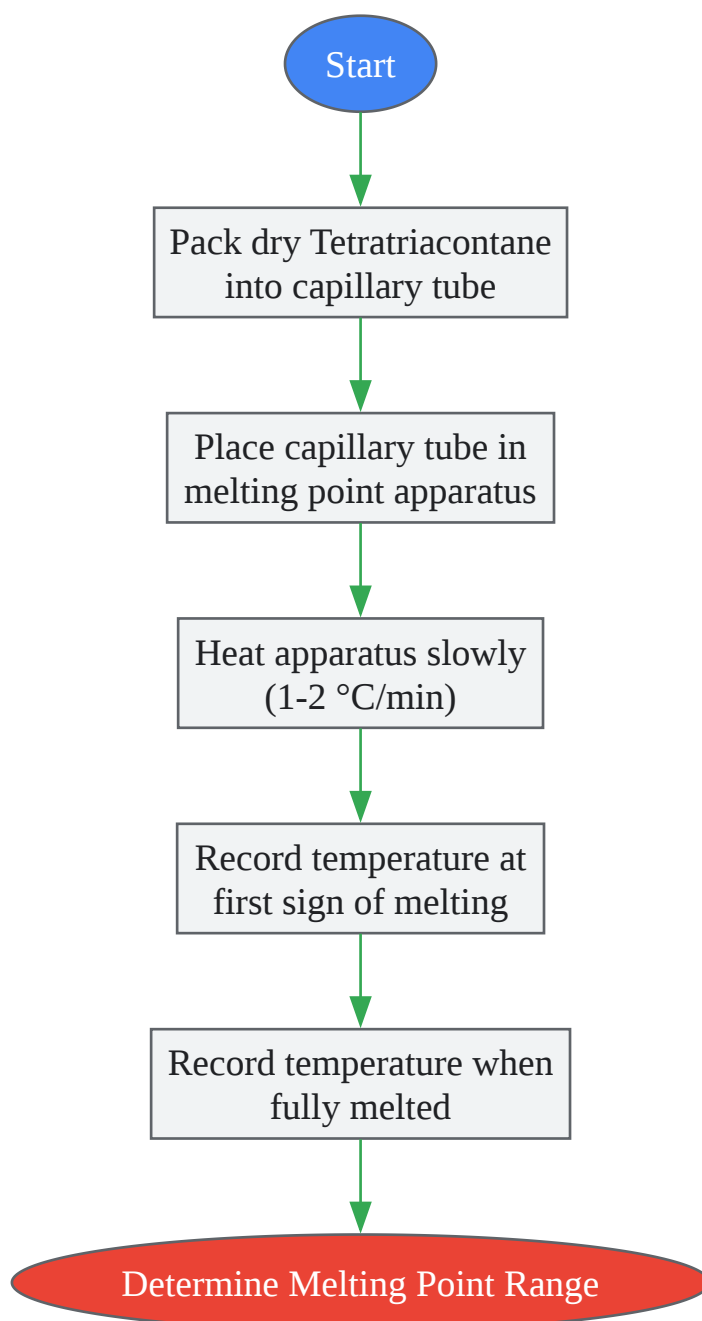 Start
Pack dry Tetratriacontane
into capillary tube
Place capillary tube in
melting point apparatus
Heat apparatus slowly
(1-2 °C/min)
Record temperature at
first sign of melting
Record temperature when
fully melted
Determine Melting Point Range